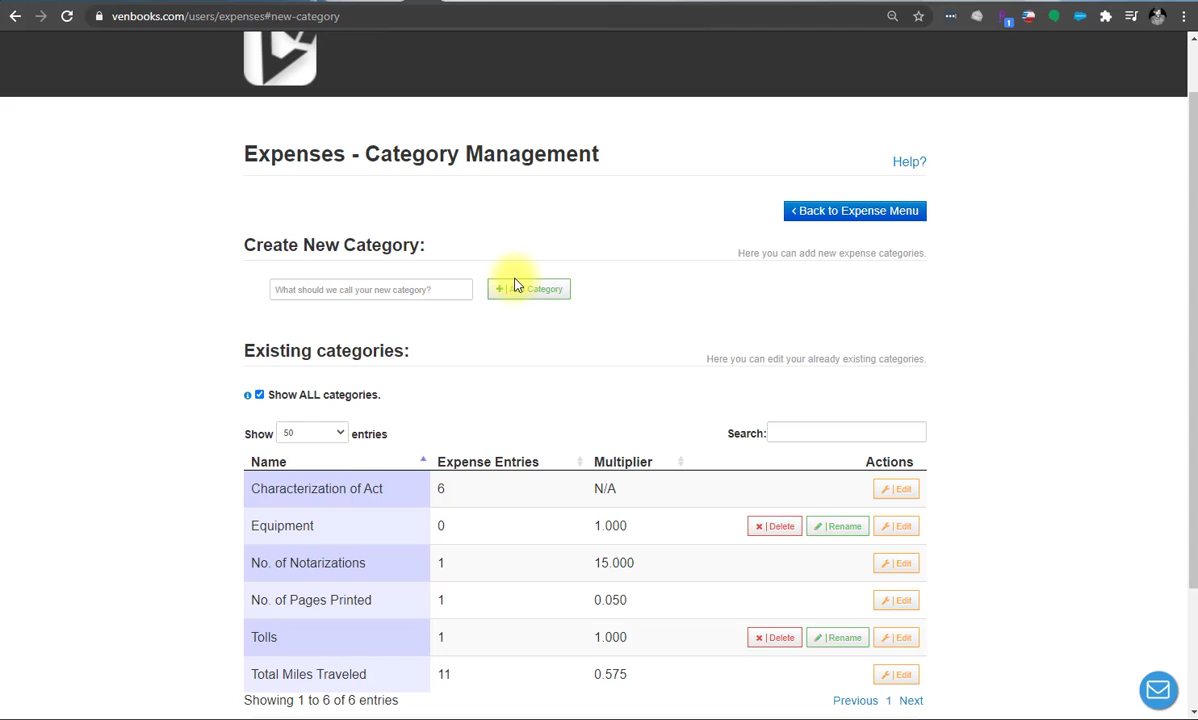 venbooks.com/users/expenses#new-category
1
Expenses - Category Management
Help?
Back to Expense Menu
Create New Category:
Here you can add new expense categories.
What should we call your new category?
+ | Category
Existing categories:
Here you can edit your already existing categories.
Show ALL categories.
Show 50 entries
Search:
Name Expense Entries Multiplier Actions
Characterization of Act 6 N/A | Edit
Equipment 0 1.000 | Delete | Rename | Edit
No. of Notarizations 1 15.000 | Edit
No. of Pages Printed 1 0.050 | Edit
Tolls 1 1.000 | Delete | Rename | Edit
Total Miles Traveled 11 0.575 | Edit
Showing 1 to 6 of 6 entries
Previous 1 Next